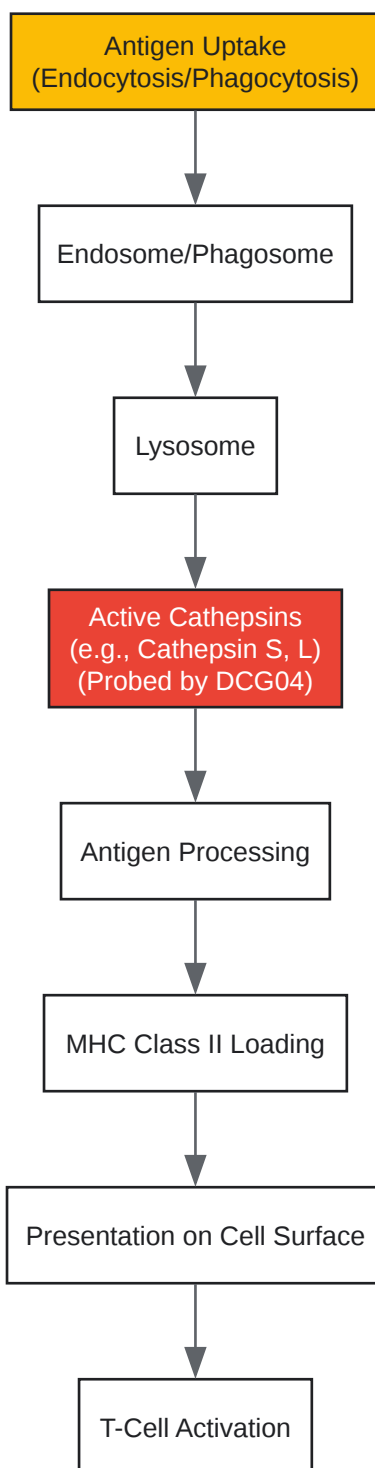 Antigen Uptake
(Endocytosis/Phagocytosis)
Endosome/Phagosome
Lysosome
Active Cathepsins
(e.g., Cathepsin S, L)
(Probed by DCG04)
Antigen Processing
MHC Class II Loading
Presentation on Cell Surface
T-Cell Activation